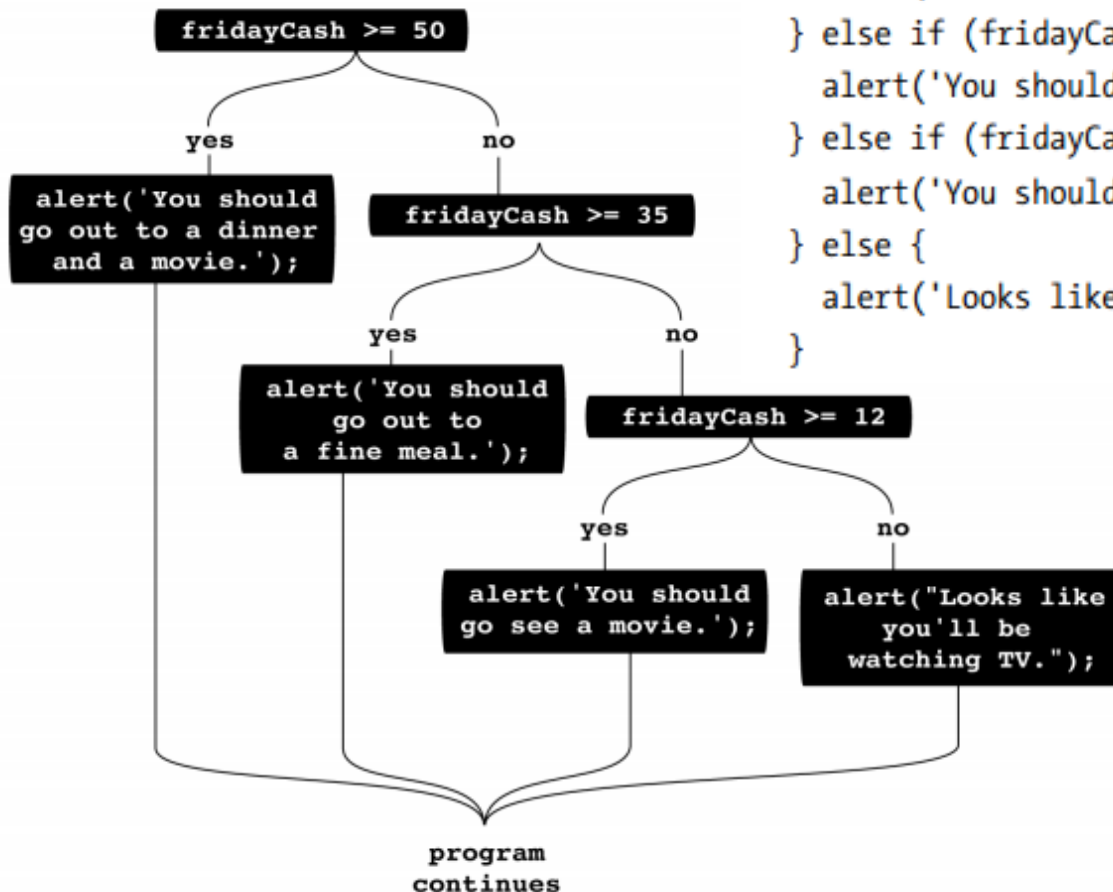 fridayCash >= 50
yes
no
alert('You should
go out to a dinner
and a movie.');
fridayCash >= 35
yes
no
alert('You should
go out to
a fine meal.');
fridayCash >= 12
yes
no
alert('You should
go see a movie.');
alert("Looks like
you'll be
watching TV.");
program
continues
} else if (fridayCa
alert('You should
} else if (fridayCa
alert('You should
} else {
alert('Looks like
}